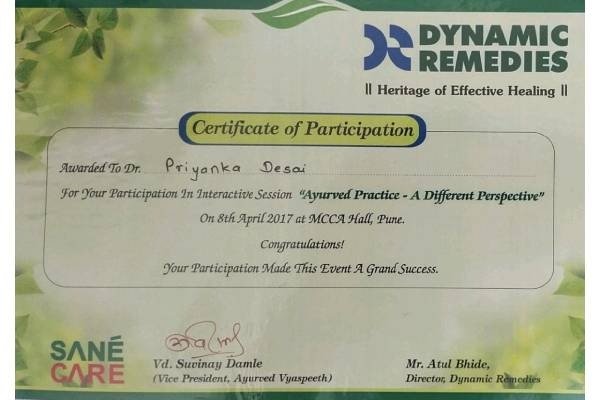 DYNAMIC
REMEDIES
|| Heritage of Effective Healing ||
Certificate of Participation
Awarded To Dr. Priyanka Desai
For Your Participation In Interactive Session "Ayurved Practice - A Different Perspective"
On 8th April 2017 at MCCA Hall, Pune.
Congratulations!
Your Participation Made This Event A Grand Success.
SANÉ
CARE
Vd. Suvinay Damle
(Vice President, Ayurved Vyaspeeth)
Mr. Atul Bhide,
Director, Dynamic Remedies